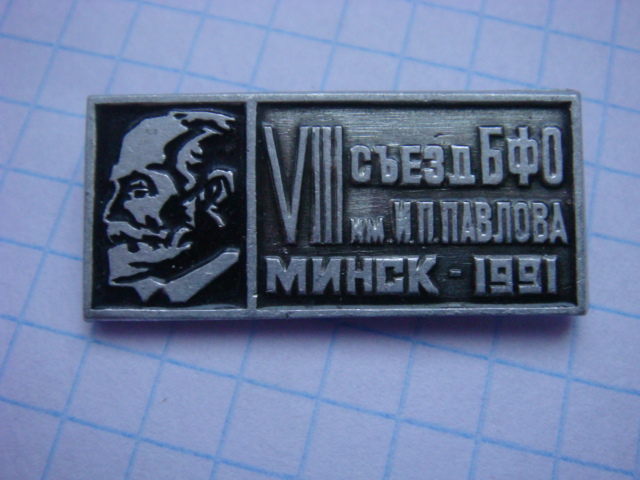 VIII СЪЕЗД БФО
ИМ. И.П. ПАВЛОВА
МИНСК - 1991